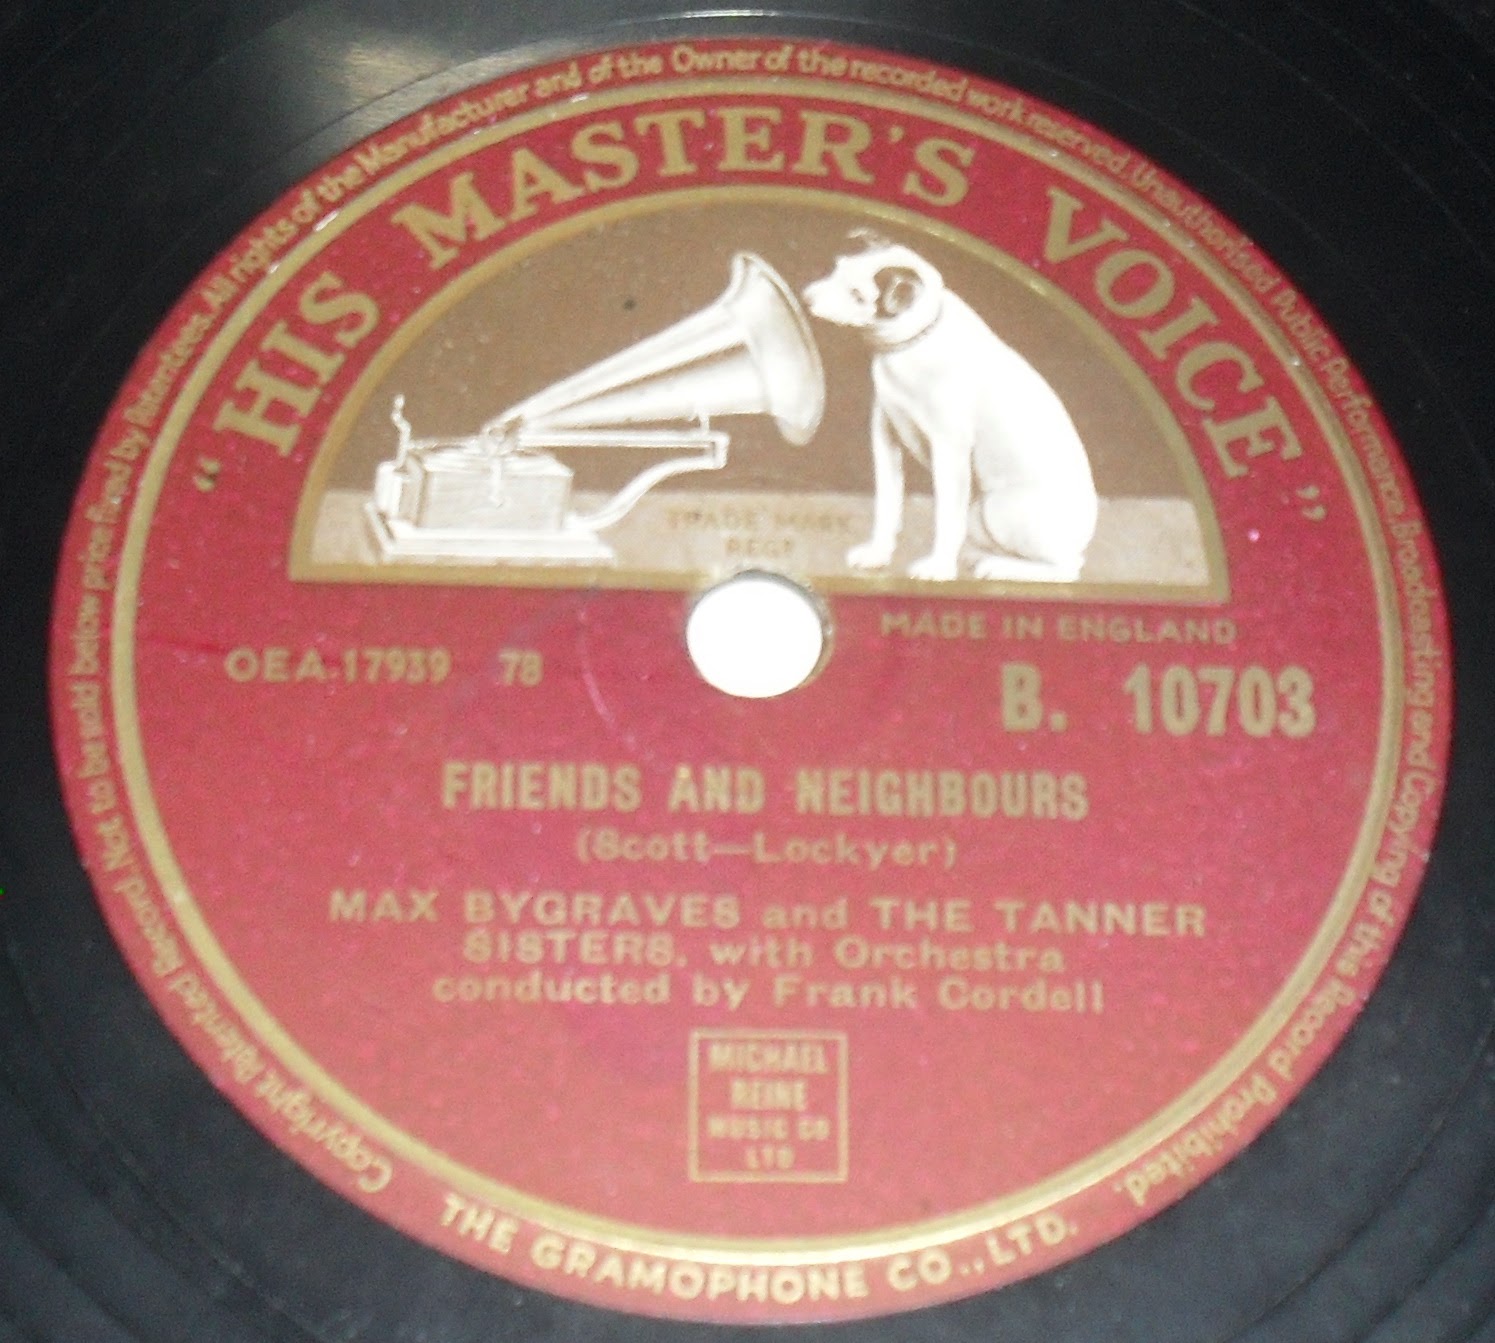 Copyright, Patented Record, Not to be sold below price fixed by Patentees. All rights of the Manufacturer and of the Owner of the recorded work reserved. Unauthorised Public Performance, Broadcasting and Copying of this Record Prohibited.
"HIS MASTER'S VOICE"
TRADE MARK
REGD
MADE IN ENGLAND
OEA.17939 78
B. 10703
FRIENDS AND NEIGHBOURS
(Scott—Lockyer)
MAX BYGRAVES and THE TANNER
SISTERS, with Orchestra
conducted by Frank Cordell
MICHAEL
REINE
MUSIC CO
LTD
THE GRAMOPHONE CO., LTD.